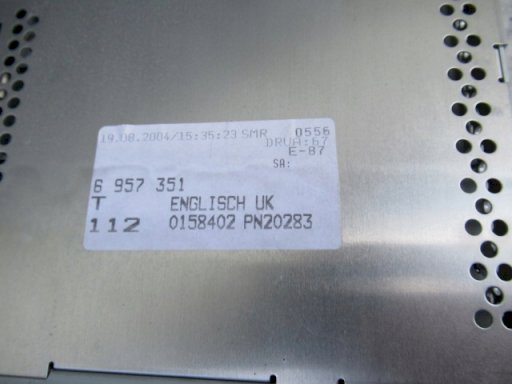 19.08.2004/15:35:23 SMR 0556
DRUA:67
E-87
SA:
6 957 351
T ENGLISCH UK
112 0158402 PN20283